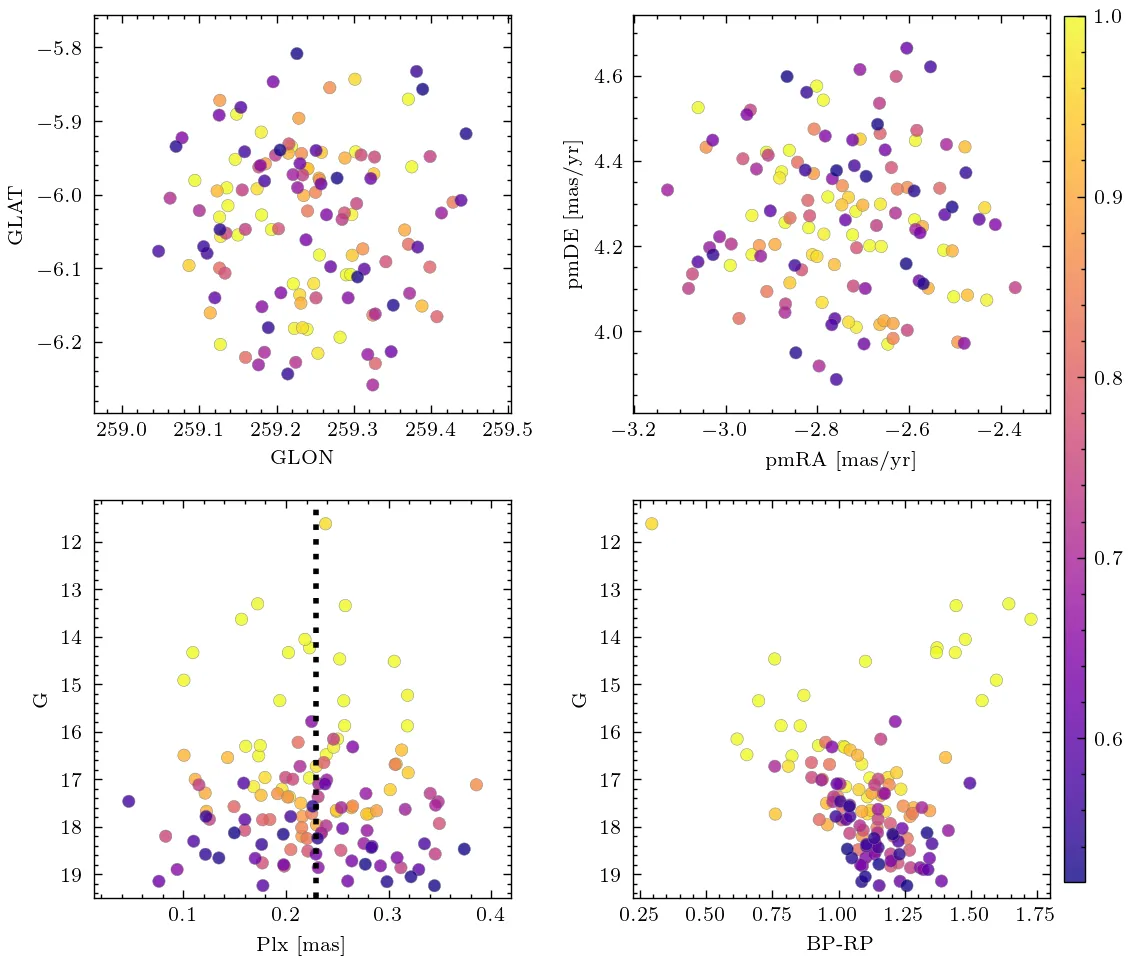 −5.8
−5.9
−6.0
−6.1
−6.2
GLAT
259.0 259.1 259.2 259.3 259.4 259.5
GLON
4.6
4.4
4.2
4.0
pmDE [mas/yr]
−3.2 −3.0 −2.8 −2.6 −2.4
pmRA [mas/yr]
1.0
0.9
0.8
0.7
0.6
12
13
14
15
16
17
18
19
G
0.1 0.2 0.3 0.4
Plx [mas]
12
13
14
15
16
17
18
19
G
0.25 0.50 0.75 1.00 1.25 1.50 1.75
BP-RP